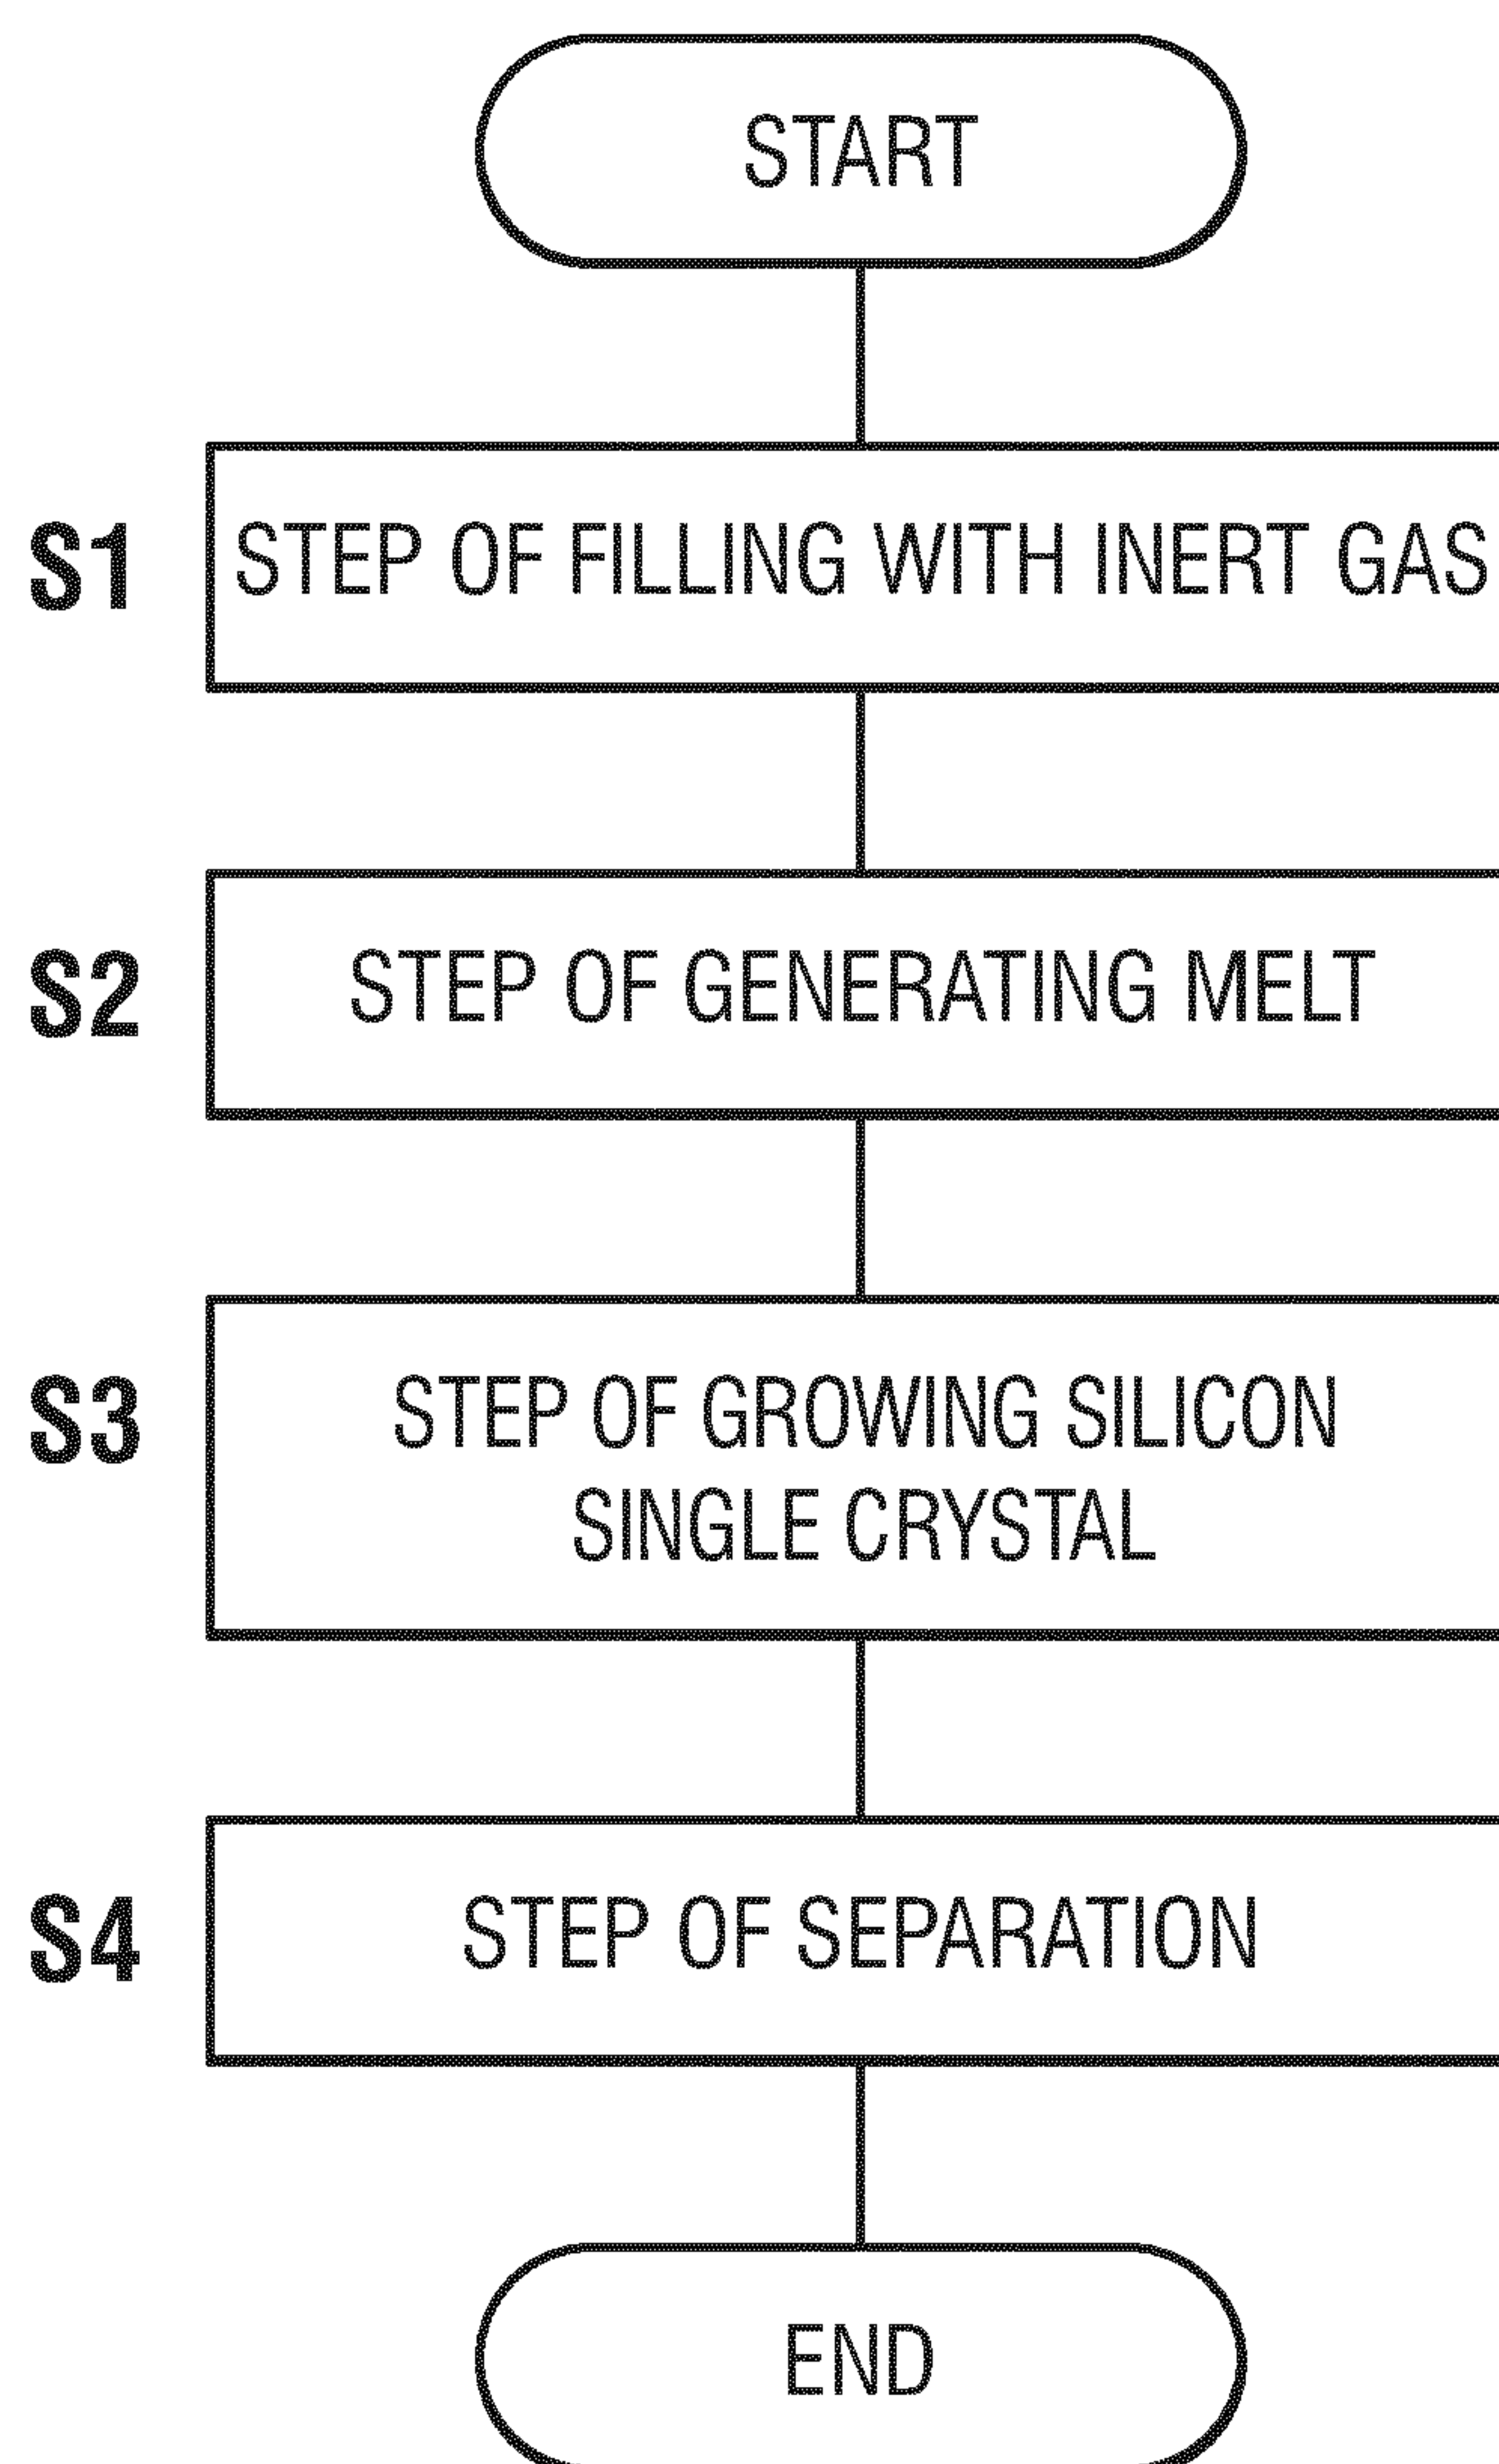 START
S1
STEP OF FILLING WITH INERT GAS
S2
STEP OF GENERATING MELT
S3
STEP OF GROWING SILICON
SINGLE CRYSTAL
S4
STEP OF SEPARATION
END